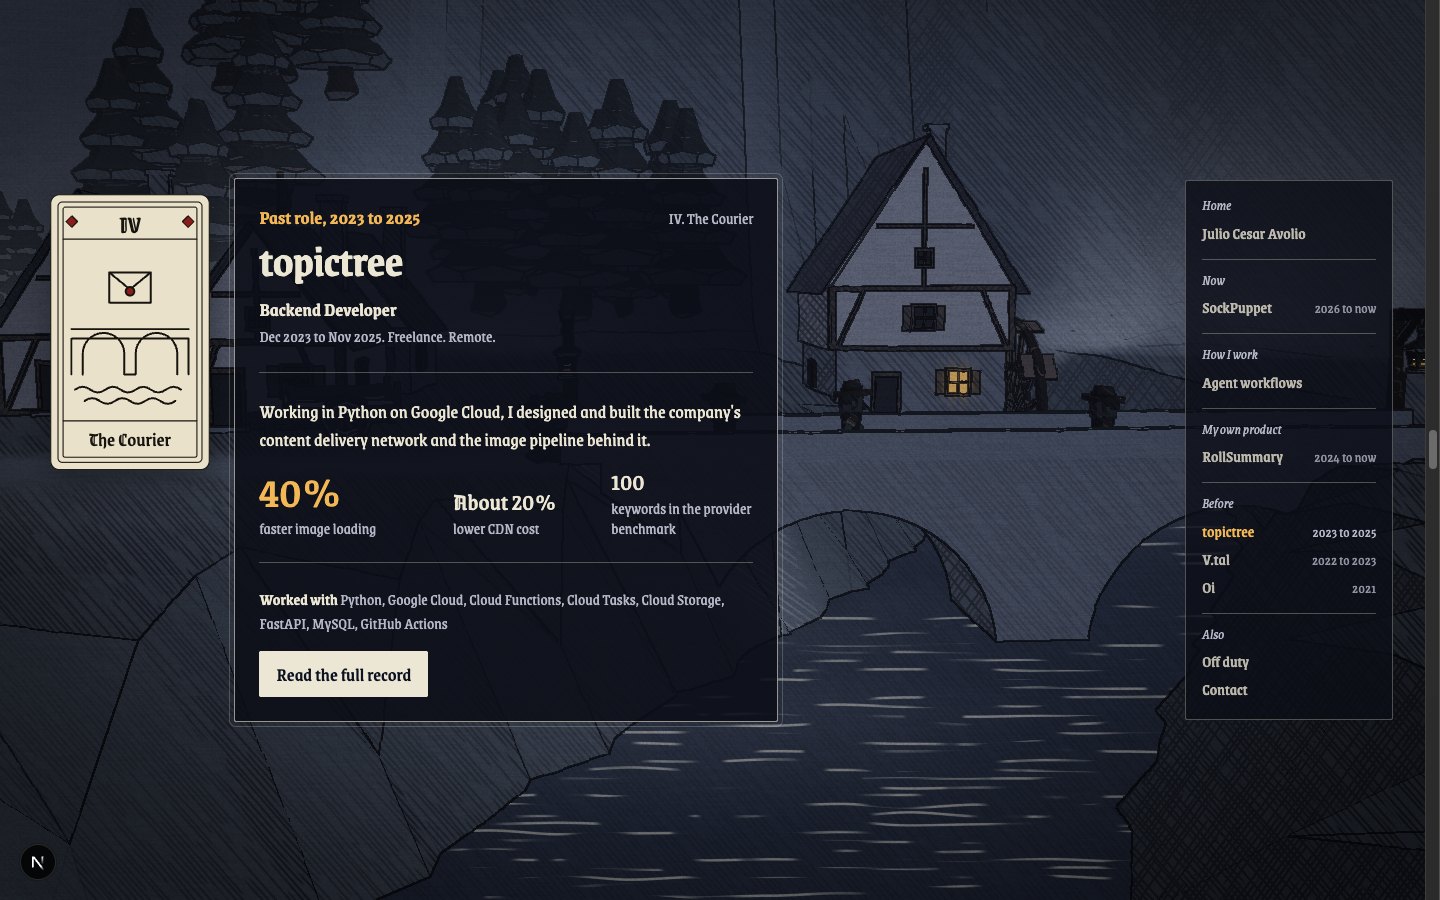 IV
The Courier
Past role, 2023 to 2025
IV. The Courier
topictree
Backend Developer
Dec 2023 to Nov 2025. Freelance. Remote.
Working in Python on Google Cloud, I designed and built the company's
content delivery network and the image pipeline behind it.
40%
faster image loading
About 20%
lower CDN cost
100
keywords in the provider
benchmark
Worked with Python, Google Cloud, Cloud Functions, Cloud Tasks, Cloud Storage,
FastAPI, MySQL, GitHub Actions
Read the full record
Home
Julio Cesar Avolio
Now
SockPuppet 2026 to now
How I work
Agent workflows
My own product
RollSummary 2024 to now
Before
topictree 2023 to 2025
V.tal 2022 to 2023
Oi 2021
Also
Off duty
Contact
N